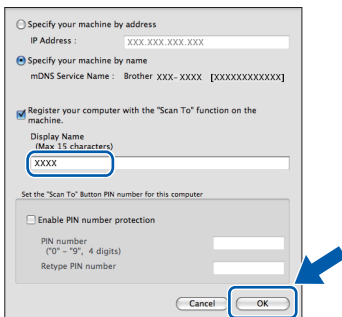 Specify your machine by address
IP Address : XXX.XXX.XXX.XXX
Specify your machine by name
mDNS Service Name : Brother XXX-XXXX [XXXXXXXXXXXX]
Register your computer with the "Scan To" function on the
machine.
Display Name
(Max 15 characters)
XXXX
Set the "Scan To" Button PIN number for this computer
Enable PIN number protection
PIN number
("0" – "9", 4 digits)
Retype PIN number
Cancel OK